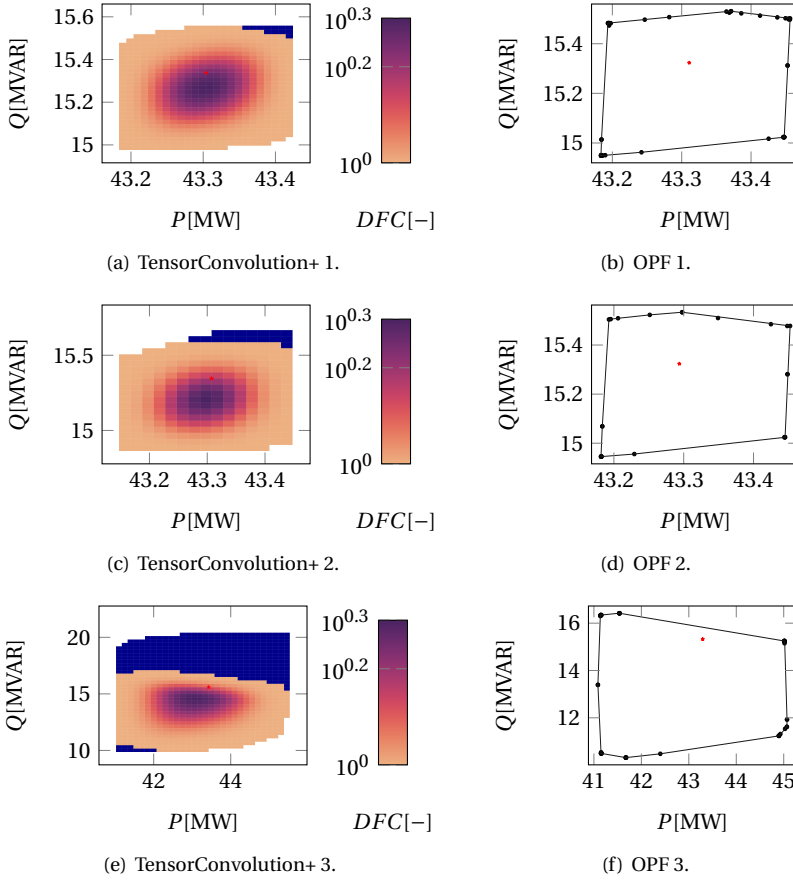 15.6
15.4
15.2
15
Q[MVAR]
43.2 43.3 43.4
P[MW]
10^0.3
10^0.2
10^0
DFC[−]
(a) TensorConvolution+ 1.
15.4
15.2
15
Q[MVAR]
43.2 43.4
P[MW]
(b) OPF 1.
15.5
15
Q[MVAR]
43.2 43.3 43.4
P[MW]
10^0.3
10^0.2
10^0
DFC[−]
(c) TensorConvolution+ 2.
15.4
15.2
15
Q[MVAR]
43.2 43.4
P[MW]
(d) OPF 2.
20
15
10
Q[MVAR]
42 44
P[MW]
10^0.3
10^0.2
10^0
DFC[−]
(e) TensorConvolution+ 3.
16
14
12
Q[MVAR]
41 42 43 44 45
P[MW]
(f) OPF 3.